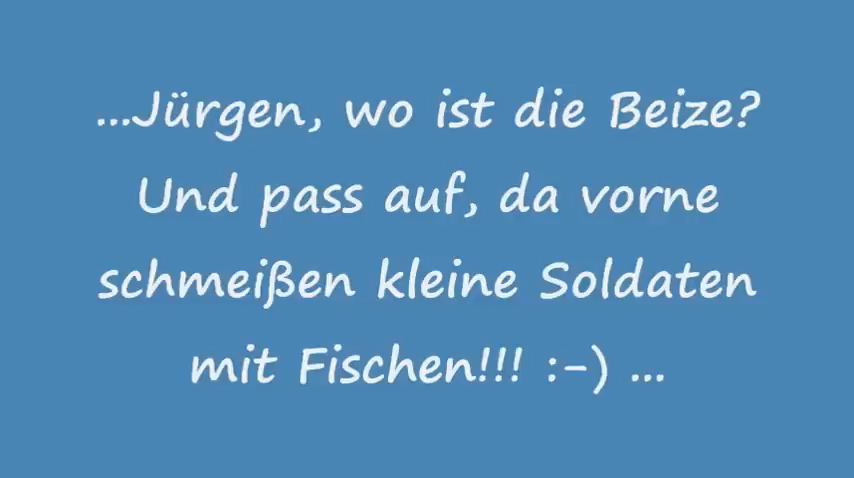 ...Jürgen, wo ist die Beize?
Und pass auf, da vorne
schmeißen kleine Soldaten
mit Fischen!!! :-) ...